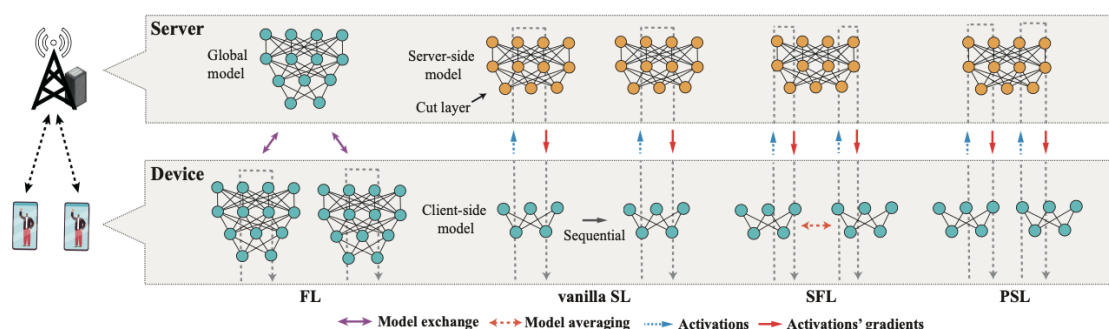 Server
Global
model
Server-side
model
Cut layer
Device
Client-side
model
Sequential
FL
vanilla SL
SFL
PSL
Model exchange
Model averaging
Activations
Activations' gradients